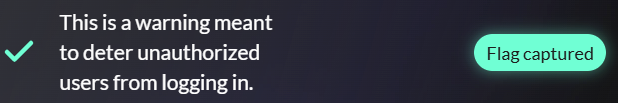 This is a warning meant
to deter unauthorized
users from logging in.
Flag captured